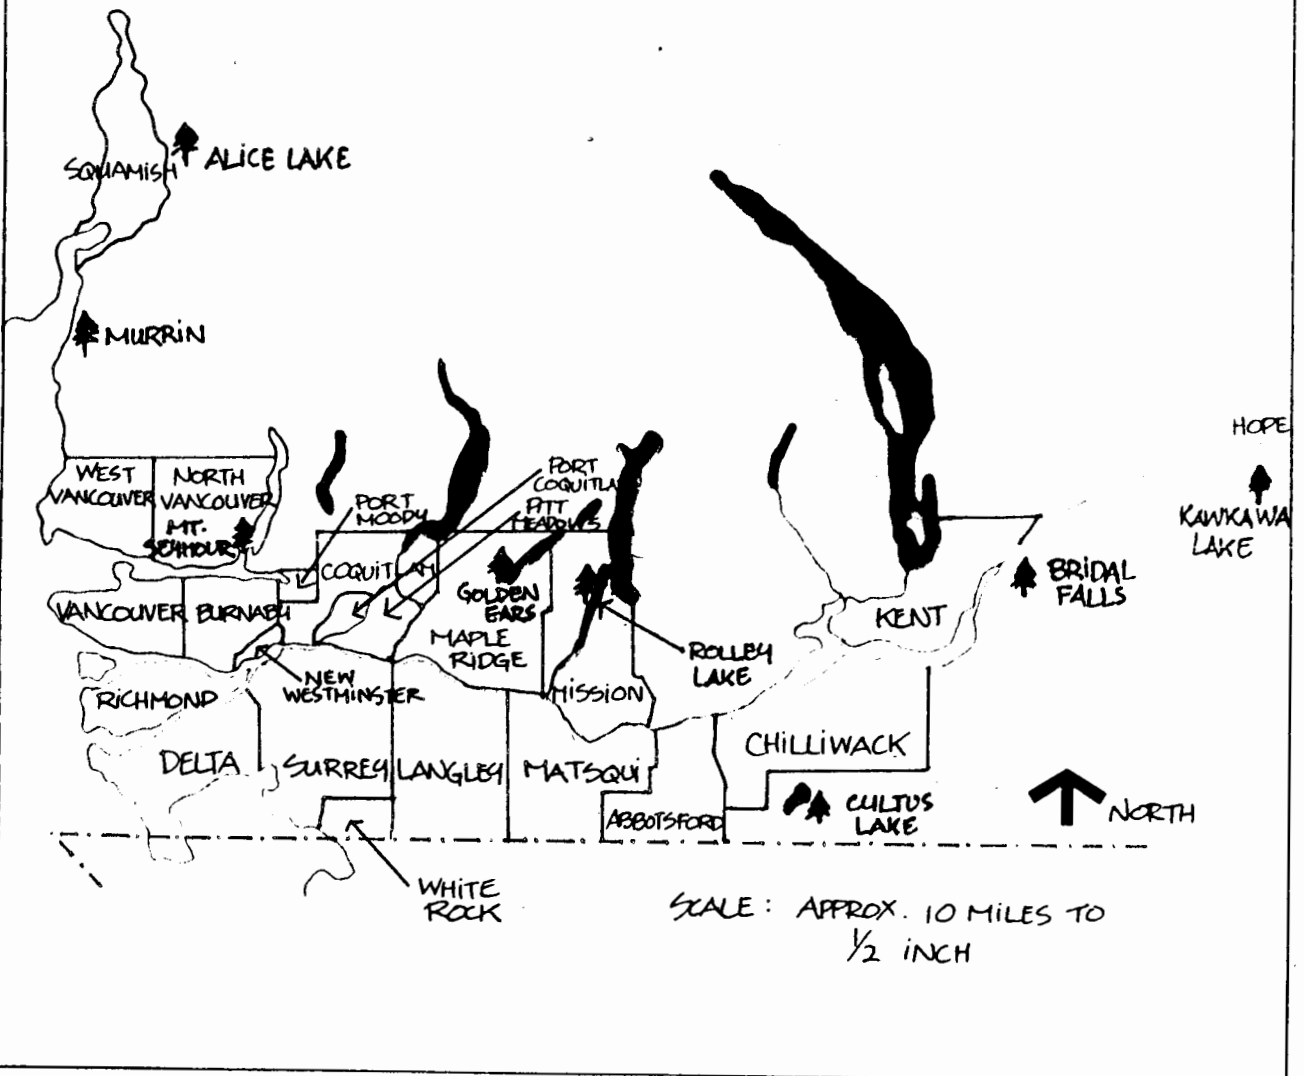 SQUAMISH
ALICE LAKE
MURRIN
HOPE
KAWKAWA
LAKE
WEST
VANCOUVER
NORTH
VANCOUVER
MT.
SEYMOUR
PORT
MOODY
PORT
COQUITLAM
PITT
MEADOWS
COQUITLAM
GOLDEN
EARS
BRIDAL
FALLS
VANCOUVER
BURNABY
KENT
MAPLE
RIDGE
ROLLEY
LAKE
NEW
WESTMINSTER
MISSION
RICHMOND
DELTA
SURREY
LANGLEY
MATSQUI
CHILLIWACK
ABBOTSFORD
CULTUS
LAKE
NORTH
WHITE
ROCK
SCALE: APPROX. 10 MILES TO
1/2 INCH